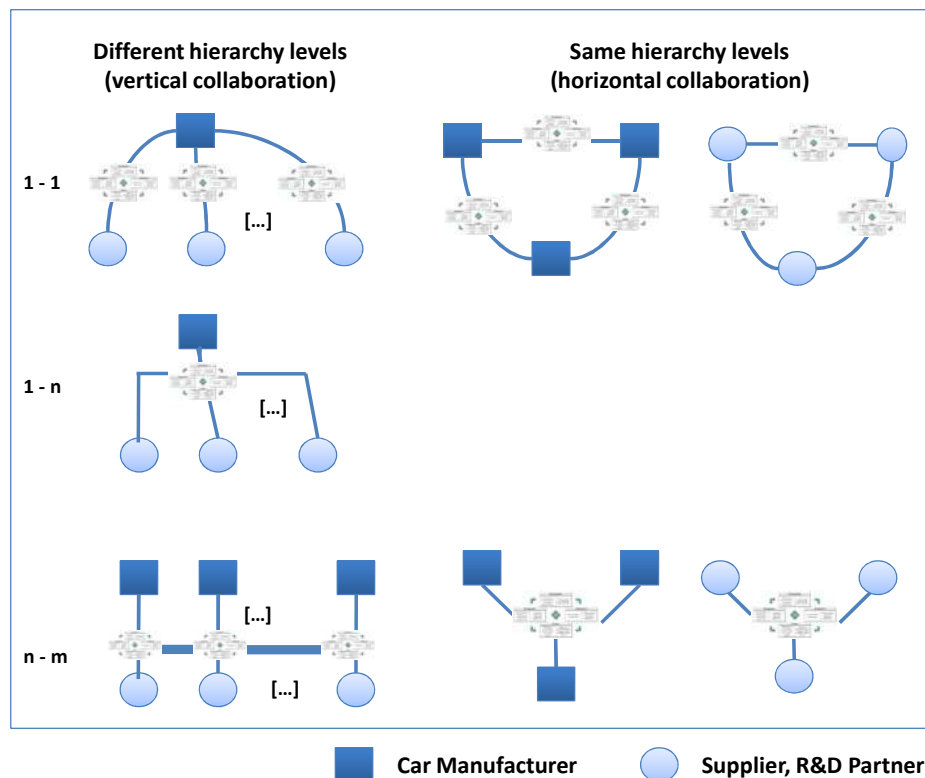 Different hierarchy levels
(vertical collaboration)
Same hierarchy levels
(horizontal collaboration)
1 - 1
[...]
1 - n
[...]
[...]
n - m
[...]
Car Manufacturer
Supplier, R&D Partner